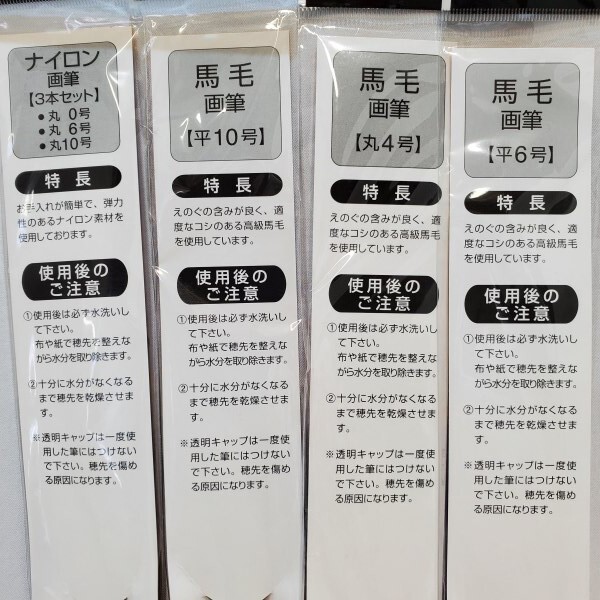 ナイロン
画筆
【3本セット】
●丸 0号
●丸 6号
●丸10号
特長
お手入れが簡単で、弾力
性のあるナイロン素材を
使用しております。
使用後の
ご注意
①使用後は必ず水洗いし
て下さい。
布や紙で穂先を整えな
がら水分を取り除きます。
②十分に水分がなくなる
まで穂先を乾燥させま
す。
※透明キャップは一度使
用した筆にはつけない
で下さい。穂先を傷め
る原因になります。
馬毛
画筆
【平10号】
特長
えのぐの含みが良く、適
度なコシのある高級馬毛
を使用しています。
使用後の
ご注意
①使用後は必ず水洗いし
て下さい。
布や紙で穂先を整えな
がら水分を取り除きます。
②十分に水分がなくなる
まで穂先を乾燥させま
す。
※透明キャップは一度使
用した筆にはつけない
で下さい。穂先を傷め
る原因になります。
馬毛
画筆
【丸4号】
特長
えのぐの含みが良く、適
度なコシのある高級馬毛
を使用しています。
使用後の
ご注意
①使用後は必ず水洗いし
て下さい。
布や紙で穂先を整えな
がら水分を取り除きます。
②十分に水分がなくなる
まで穂先を乾燥させま
す。
※透明キャップは一度使
用した筆にはつけない
で下さい。穂先を傷め
る原因になります。
馬毛
画筆
【平6号】
特長
えのぐの含みが良く、適
度なコシのある高級馬毛
を使用しています。
使用後の
ご注意
①使用後は必ず水洗いし
て下さい。
布や紙で穂先を整えな
がら水分を取り除きます。
②十分に水分がなくなる
まで穂先を乾燥させま
す。
※透明キャップは一度使
用した筆にはつけない
で下さい。穂先を傷め
る原因になります。